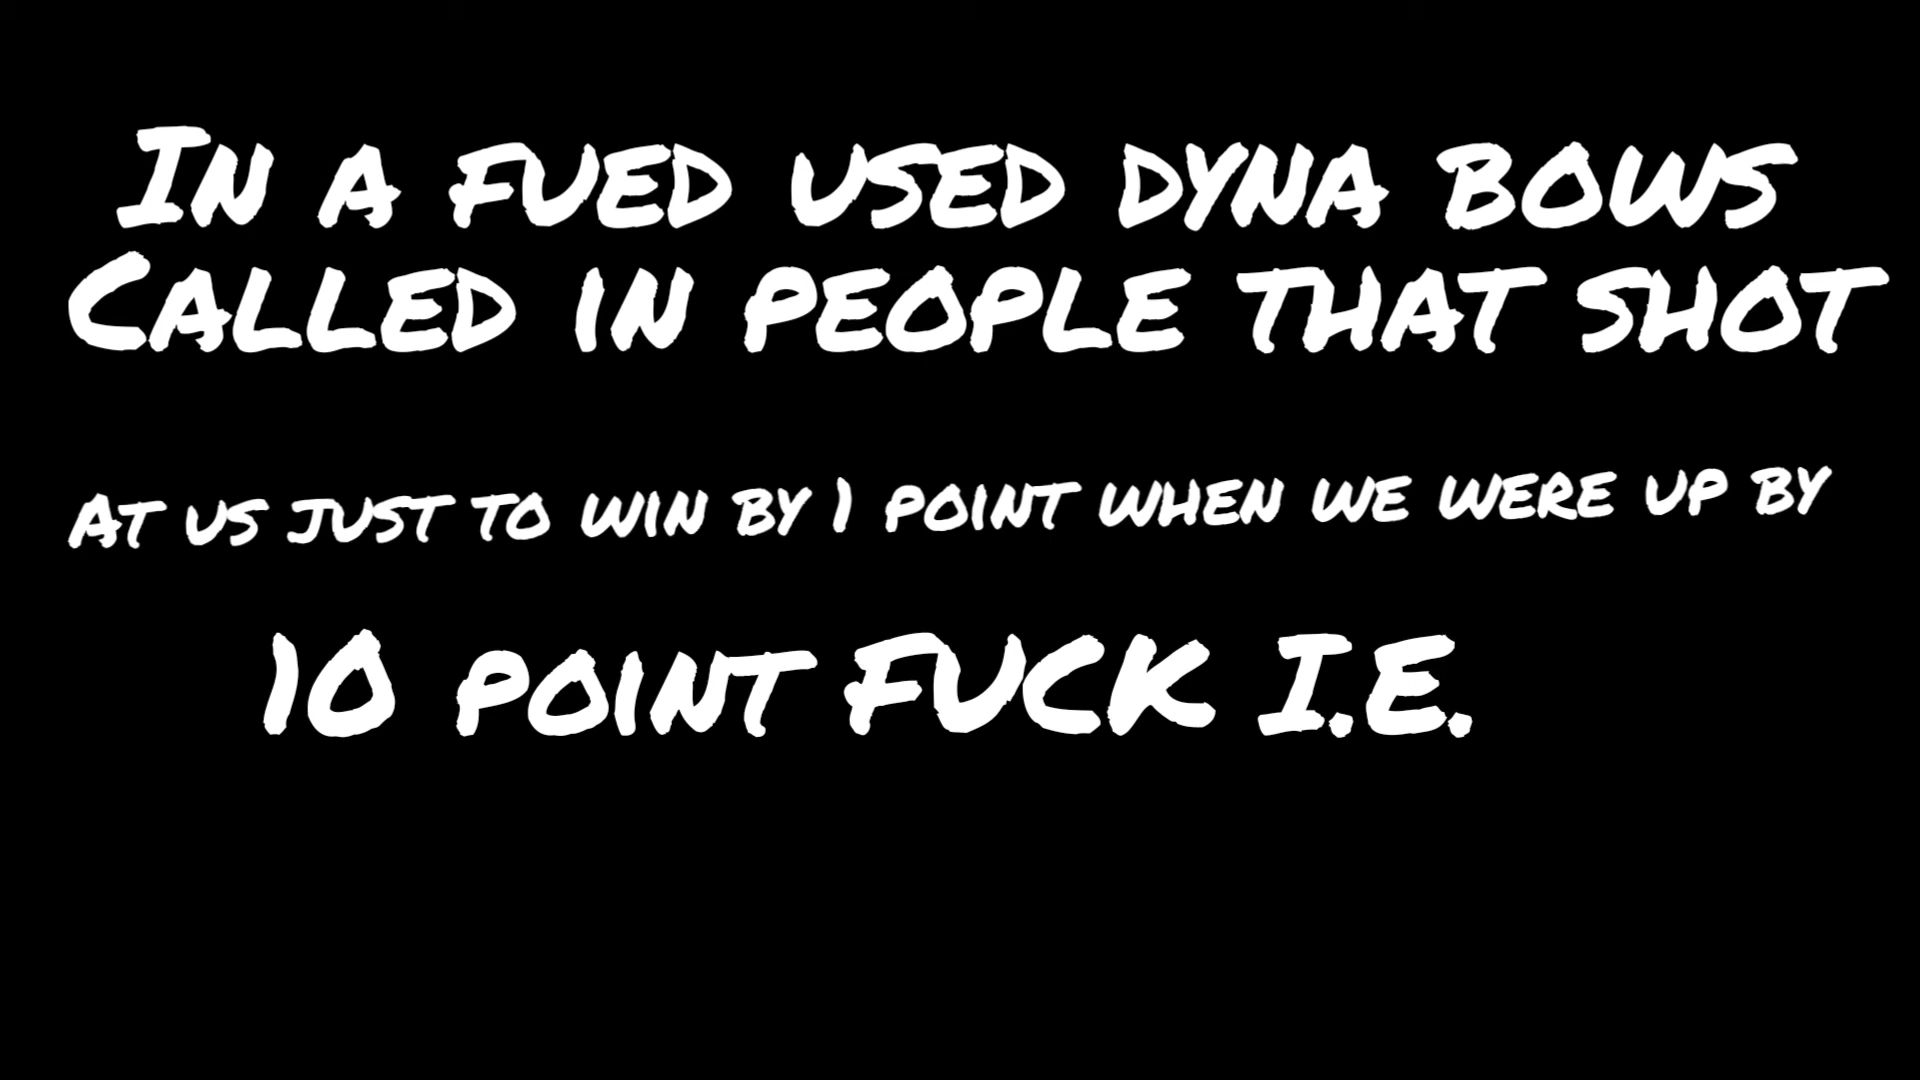 In a fued used dyna bows
Called in people that shot
at us just to win by 1 point when we were up by
10 point FUCK I.E.